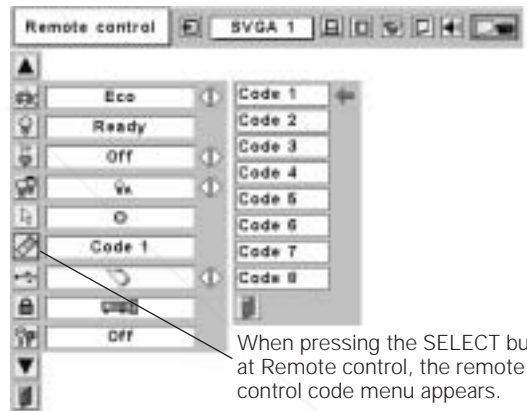 Remote control
SVGA 1
Eco
Ready
Off
Code 1
Off
Code 1
Code 2
Code 3
Code 4
Code 5
Code 6
Code 7
Code 8
When pressing the SELECT bu
at Remote control, the remote
control code menu appears.